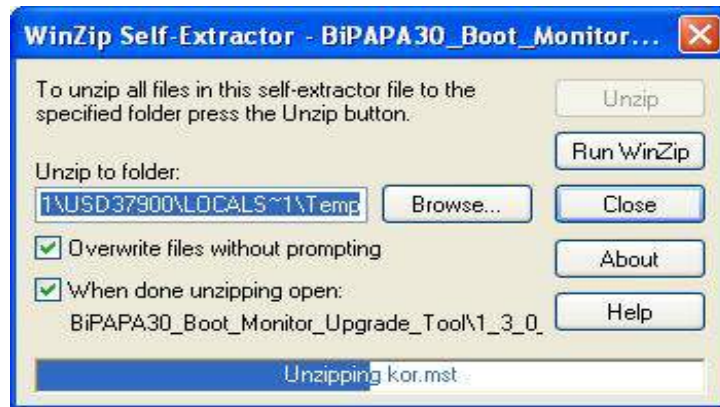 WinZip Self-Extractor - BiPAPA30_Boot_Monitor...
To unzip all files in this self-extractor file to the
specified folder press the Unzip button.
Unzip
Run WinZip
Unzip to folder:
1\USD37900\LOCALS~1\Temp
Browse...
Close
Overwrite files without prompting
About
When done unzipping open:
BiPAPA30_Boot_Monitor_Upgrade_Tool\1_3_0_
Help
Unzipping kor.mst